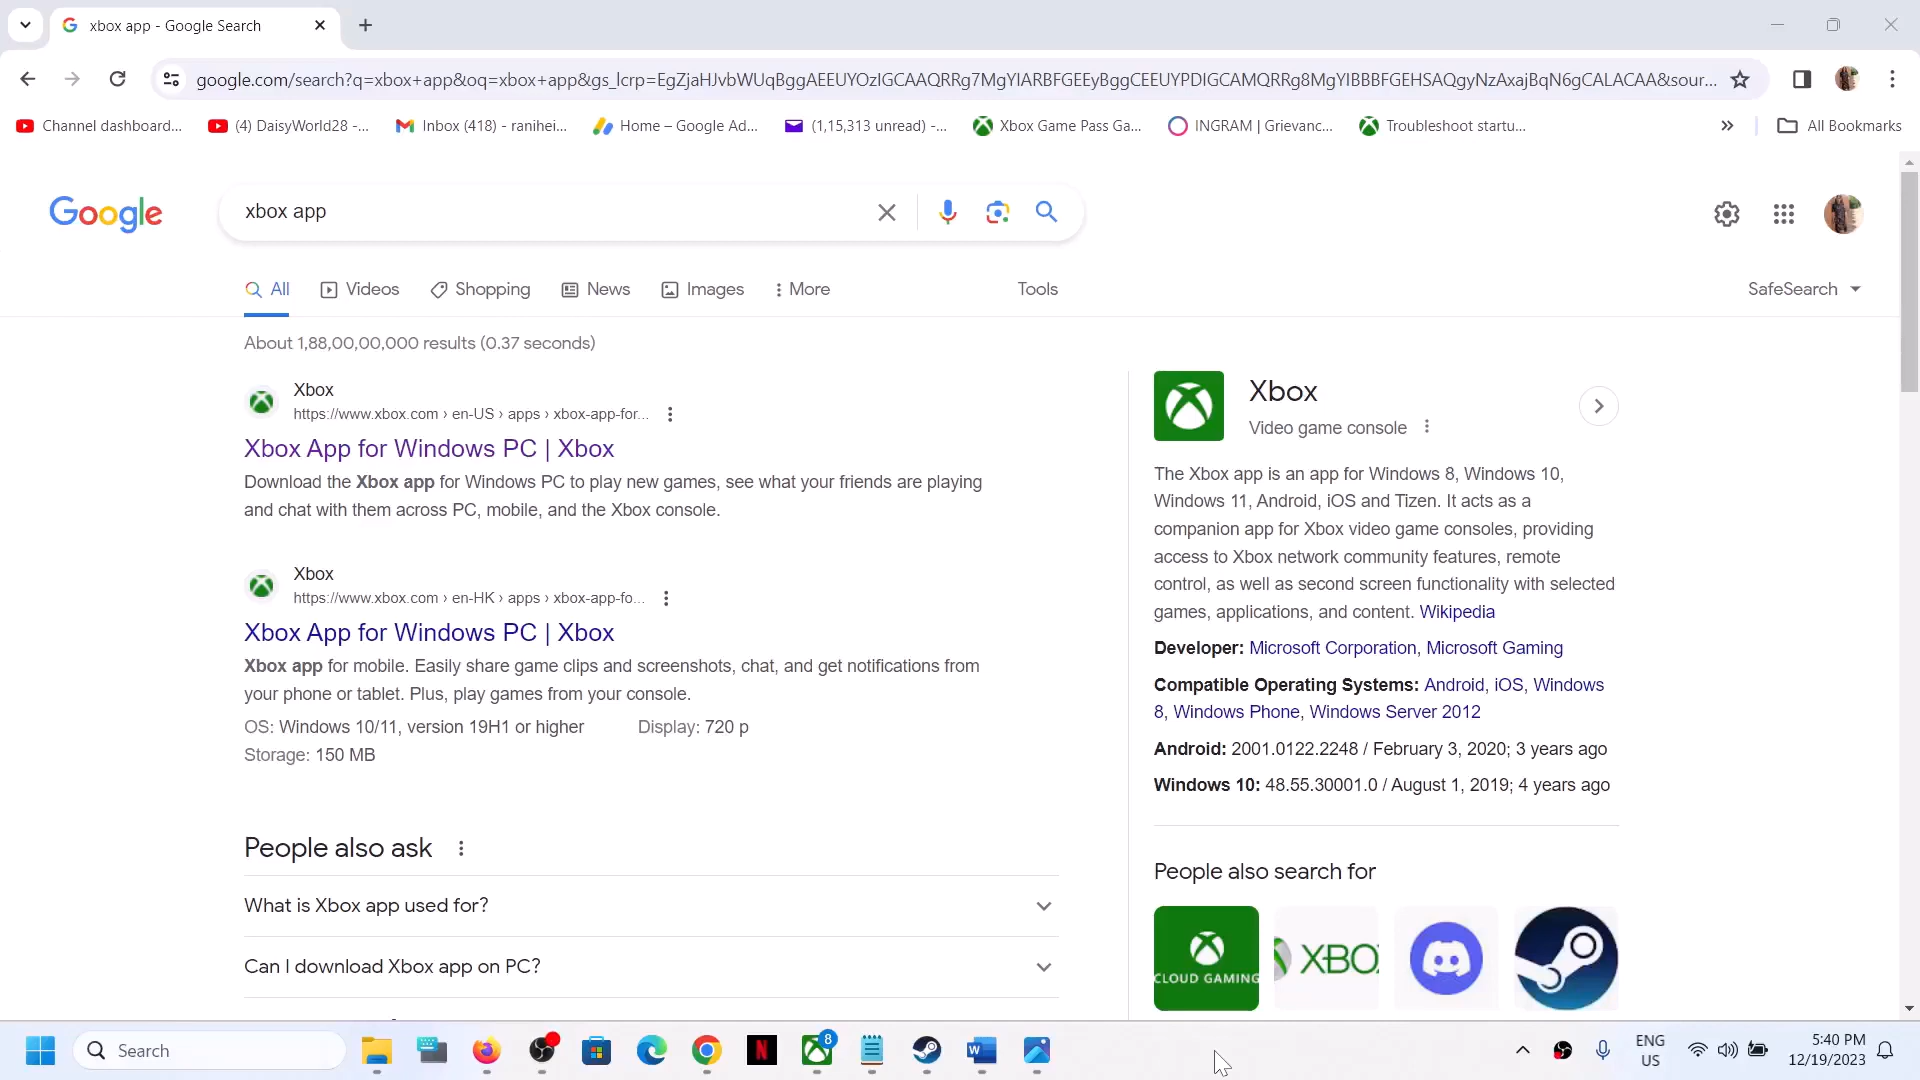 xbox app - Google Search
google.com/search?q=xbox+app&oq=xbox+app&gs_lcrp=EgZjaHJvbWUqBggAEEUYOzIGCAAQRRg7MgYIARBFGEEyBggCEEUYPDIGCAMQRRg8MgYIBBBFGEHSAQgyNzAxajBqN6gCALACAA&sour...
Channel dashboard...
(4) DaisyWorld28 -...
Inbox (418) - ranihei...
Home – Google Ad...
(1,15,313 unread) -...
Xbox Game Pass Ga...
INGRAM | Grievanc...
Troubleshoot startu...
All Bookmarks
Google
xbox app
All
Videos
Shopping
News
Images
More
Tools
SafeSearch
About 1,88,00,00,000 results (0.37 seconds)
Xbox
https://www.xbox.com › en-US › apps › xbox-app-for...
Xbox App for Windows PC | Xbox
Download the Xbox app for Windows PC to play new games, see what your friends are playing
and chat with them across PC, mobile, and the Xbox console.
Xbox
https://www.xbox.com › en-HK › apps › xbox-app-fo...
Xbox App for Windows PC | Xbox
Xbox app for mobile. Easily share game clips and screenshots, chat, and get notifications from
your phone or tablet. Plus, play games from your console.
OS: Windows 10/11, version 19H1 or higher Display: 720 p
Storage: 150 MB
People also ask
What is Xbox app used for?
Can I download Xbox app on PC?
Xbox
Video game console
The Xbox app is an app for Windows 8, Windows 10,
Windows 11, Android, iOS and Tizen. It acts as a
companion app for Xbox video game consoles, providing
access to Xbox network community features, remote
control, as well as second screen functionality with selected
games, applications, and content. Wikipedia
Developer: Microsoft Corporation, Microsoft Gaming
Compatible Operating Systems: Android, iOS, Windows
8, Windows Phone, Windows Server 2012
Android: 2001.0122.2248 / February 3, 2020; 3 years ago
Windows 10: 48.55.30001.0 / August 1, 2019; 4 years ago
People also search for
CLOUD GAMING
XBO
Search
N
8
W
ENG
US
5:40 PM
12/19/2023